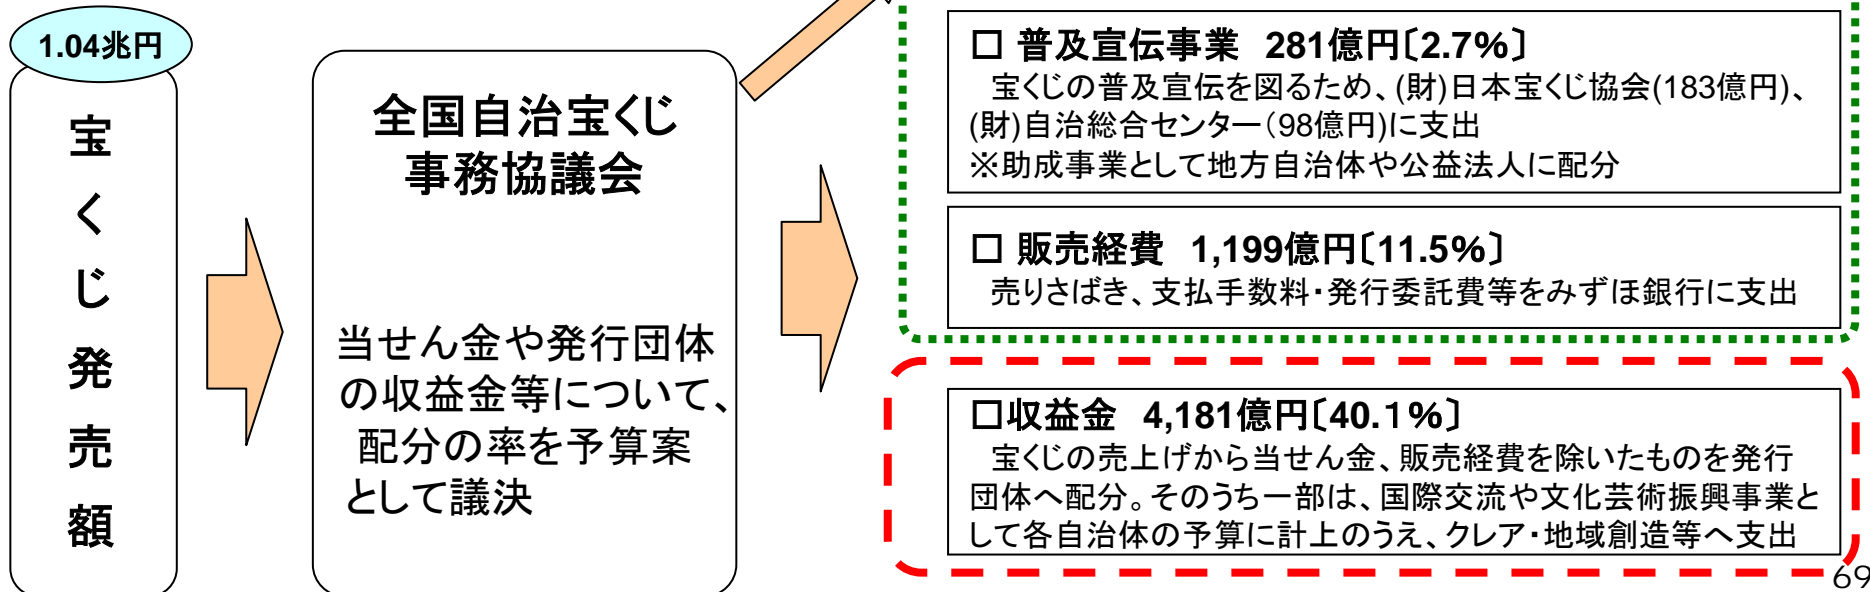 1.04兆円
宝くじ発売額
全国自治宝くじ
事務協議会
当せん金や発行団体
の収益金等について、
配分の率を予算案
として議決
□ 普及宣伝事業 281億円〔2.7%〕
宝くじの普及宣伝を図るため、(財)日本宝くじ協会(183億円)、
(財)自治総合センター(98億円)に支出
※助成事業として地方自治体や公益法人に配分
□ 販売経費 1,199億円〔11.5%〕
売りさばき、支払手数料・発行委託費等をみずほ銀行に支出
□収益金 4,181億円〔40.1%〕
宝くじの売上げから当せん金、販売経費を除いたものを発行
団体へ配分。そのうち一部は、国際交流や文化芸術振興事業と
して各自治体の予算に計上のうえ、クレア・地域創造等へ支出
69